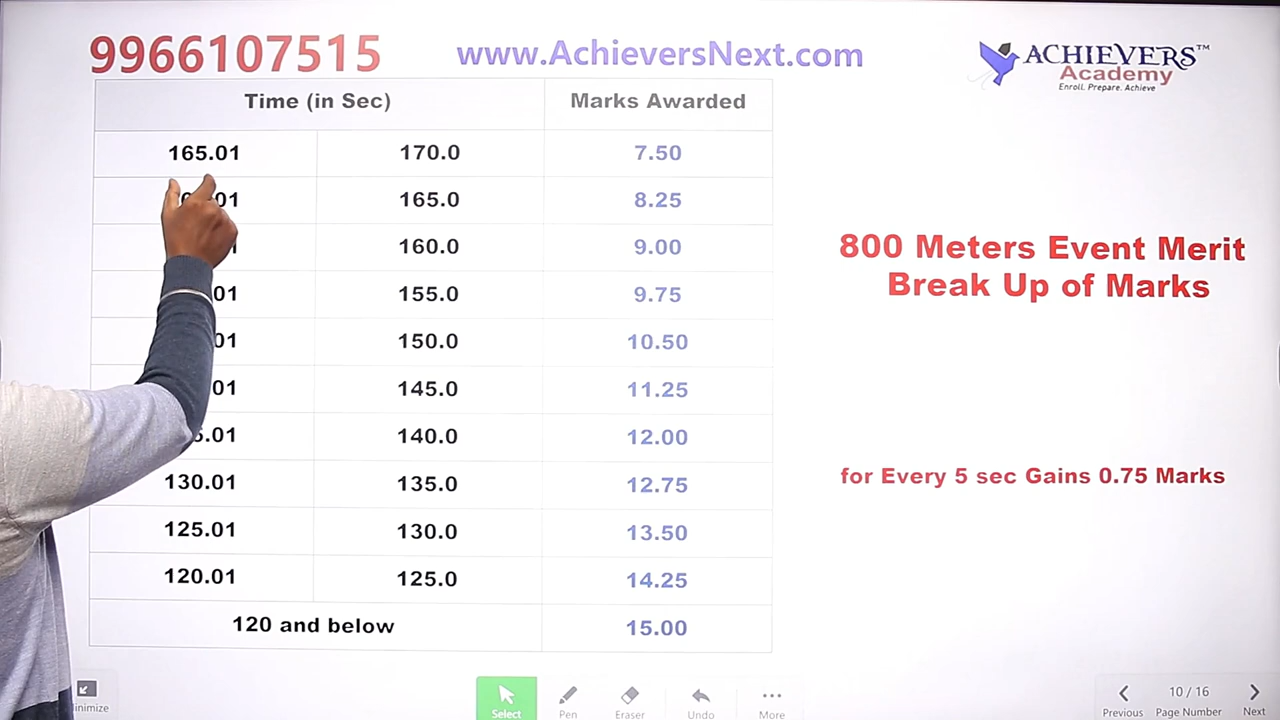 9966107515
www.AchieversNext.com
ACHIEVERS™
Academy
Enroll. Prepare. Achieve
Time (in Sec) Marks Awarded
165.01 170.0 7.50
165.0 8.25
160.0 9.00
155.0 9.75
150.0 10.50
145.0 11.25
140.0 12.00
130.01 135.0 12.75
125.01 130.0 13.50
120.01 125.0 14.25
120 and below 15.00
800 Meters Event Merit
Break Up of Marks
for Every 5 sec Gains 0.75 Marks
Select Pen Eraser Undo More
10 / 16
Previous Page Number Next